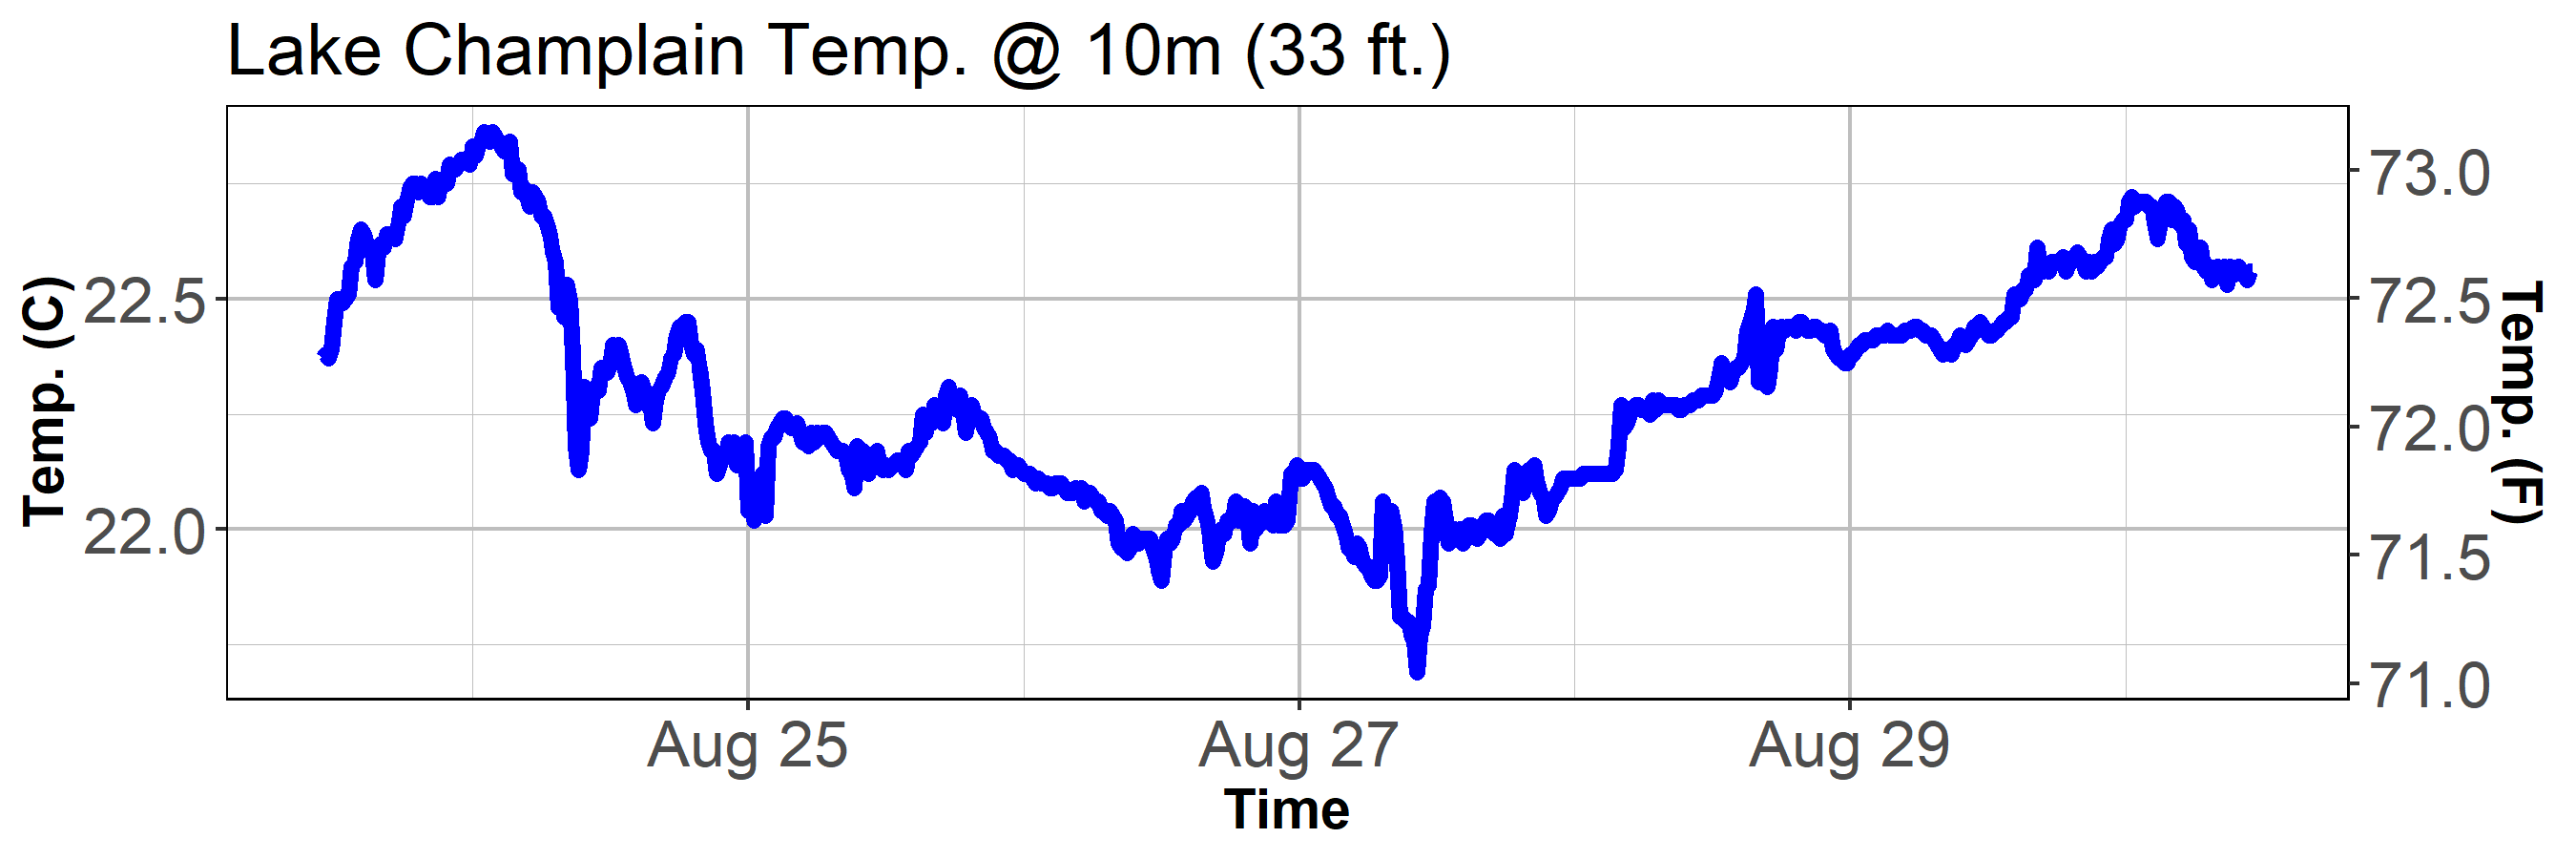 Lake Champlain Temp. @ 10m (33 ft.)
Temp. (C)
22.5
22.0
73.0
72.5
72.0
71.5
71.0
Temp. (F)
Aug 25
Aug 27
Aug 29
Time